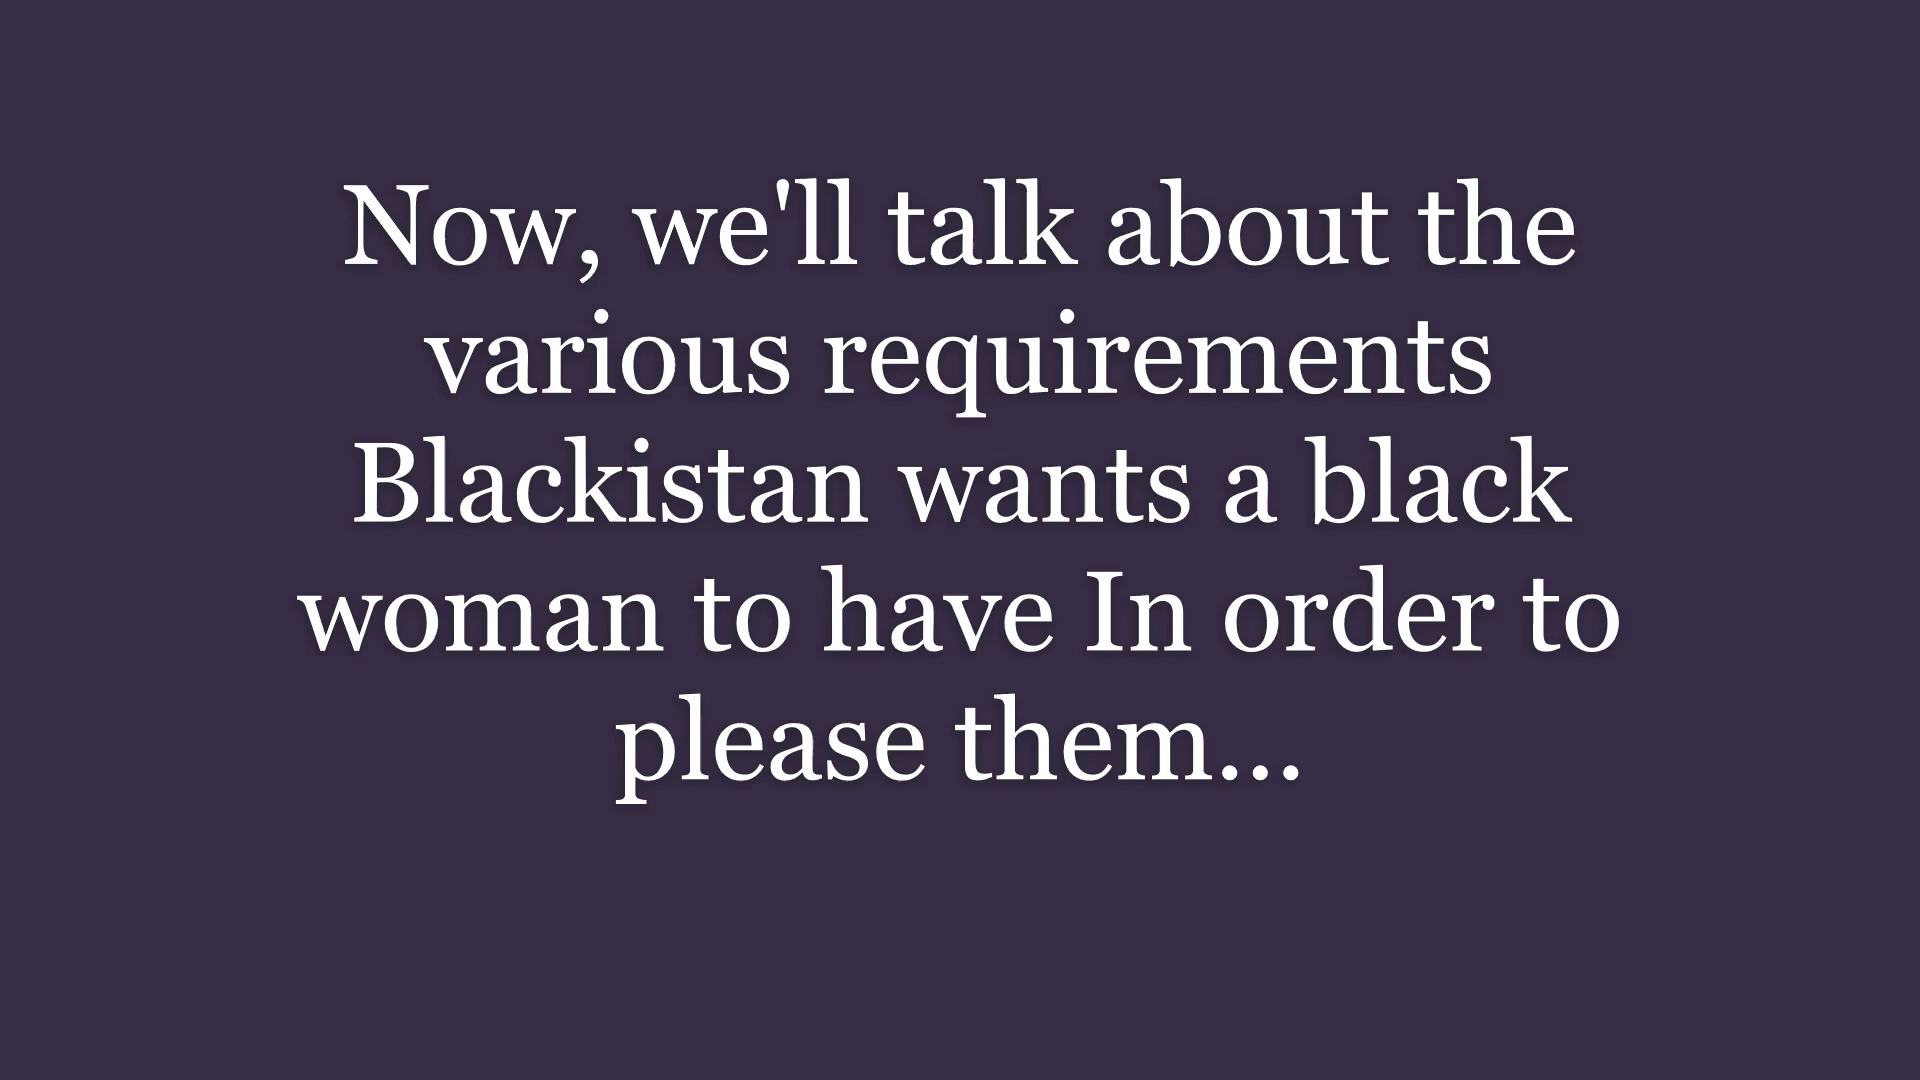 Now, we'll talk about the
various requirements
Blackistan wants a black
woman to have In order to
please them...